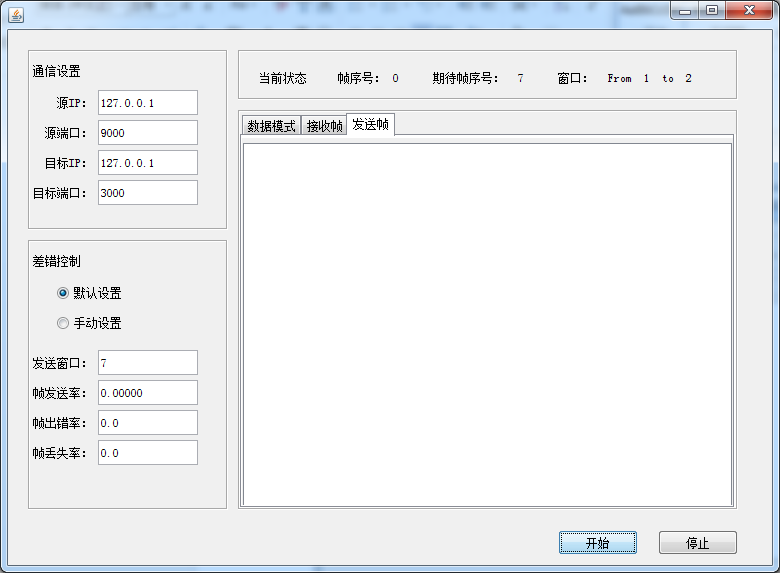 通信设置
源IP: 127.0.0.1
源端口: 9000
目标IP: 127.0.0.1
目标端口: 3000
差错控制
默认设置
手动设置
发送窗口: 7
帧发送率: 0.00000
帧出错率: 0.0
帧丢失率: 0.0
当前状态 帧序号: 0 期待帧序号: 7 窗口: From 1 to 2
数据模式 接收帧 发送帧
开始 停止